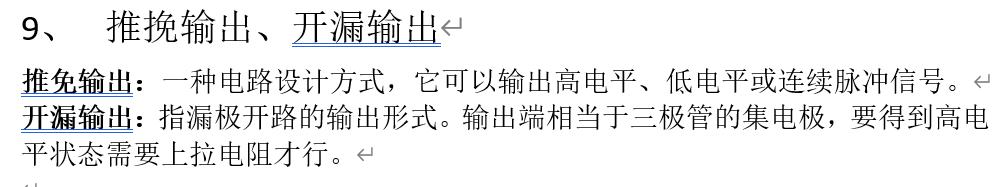 9、 推挽输出、开漏输出↵
推免输出：一种电路设计方式，它可以输出高电平、低电平或连续脉冲信号。↵
开漏输出：指漏极开路的输出形式。输出端相当于三极管的集电极，要得到高电
平状态需要上拉电阻才行。↵